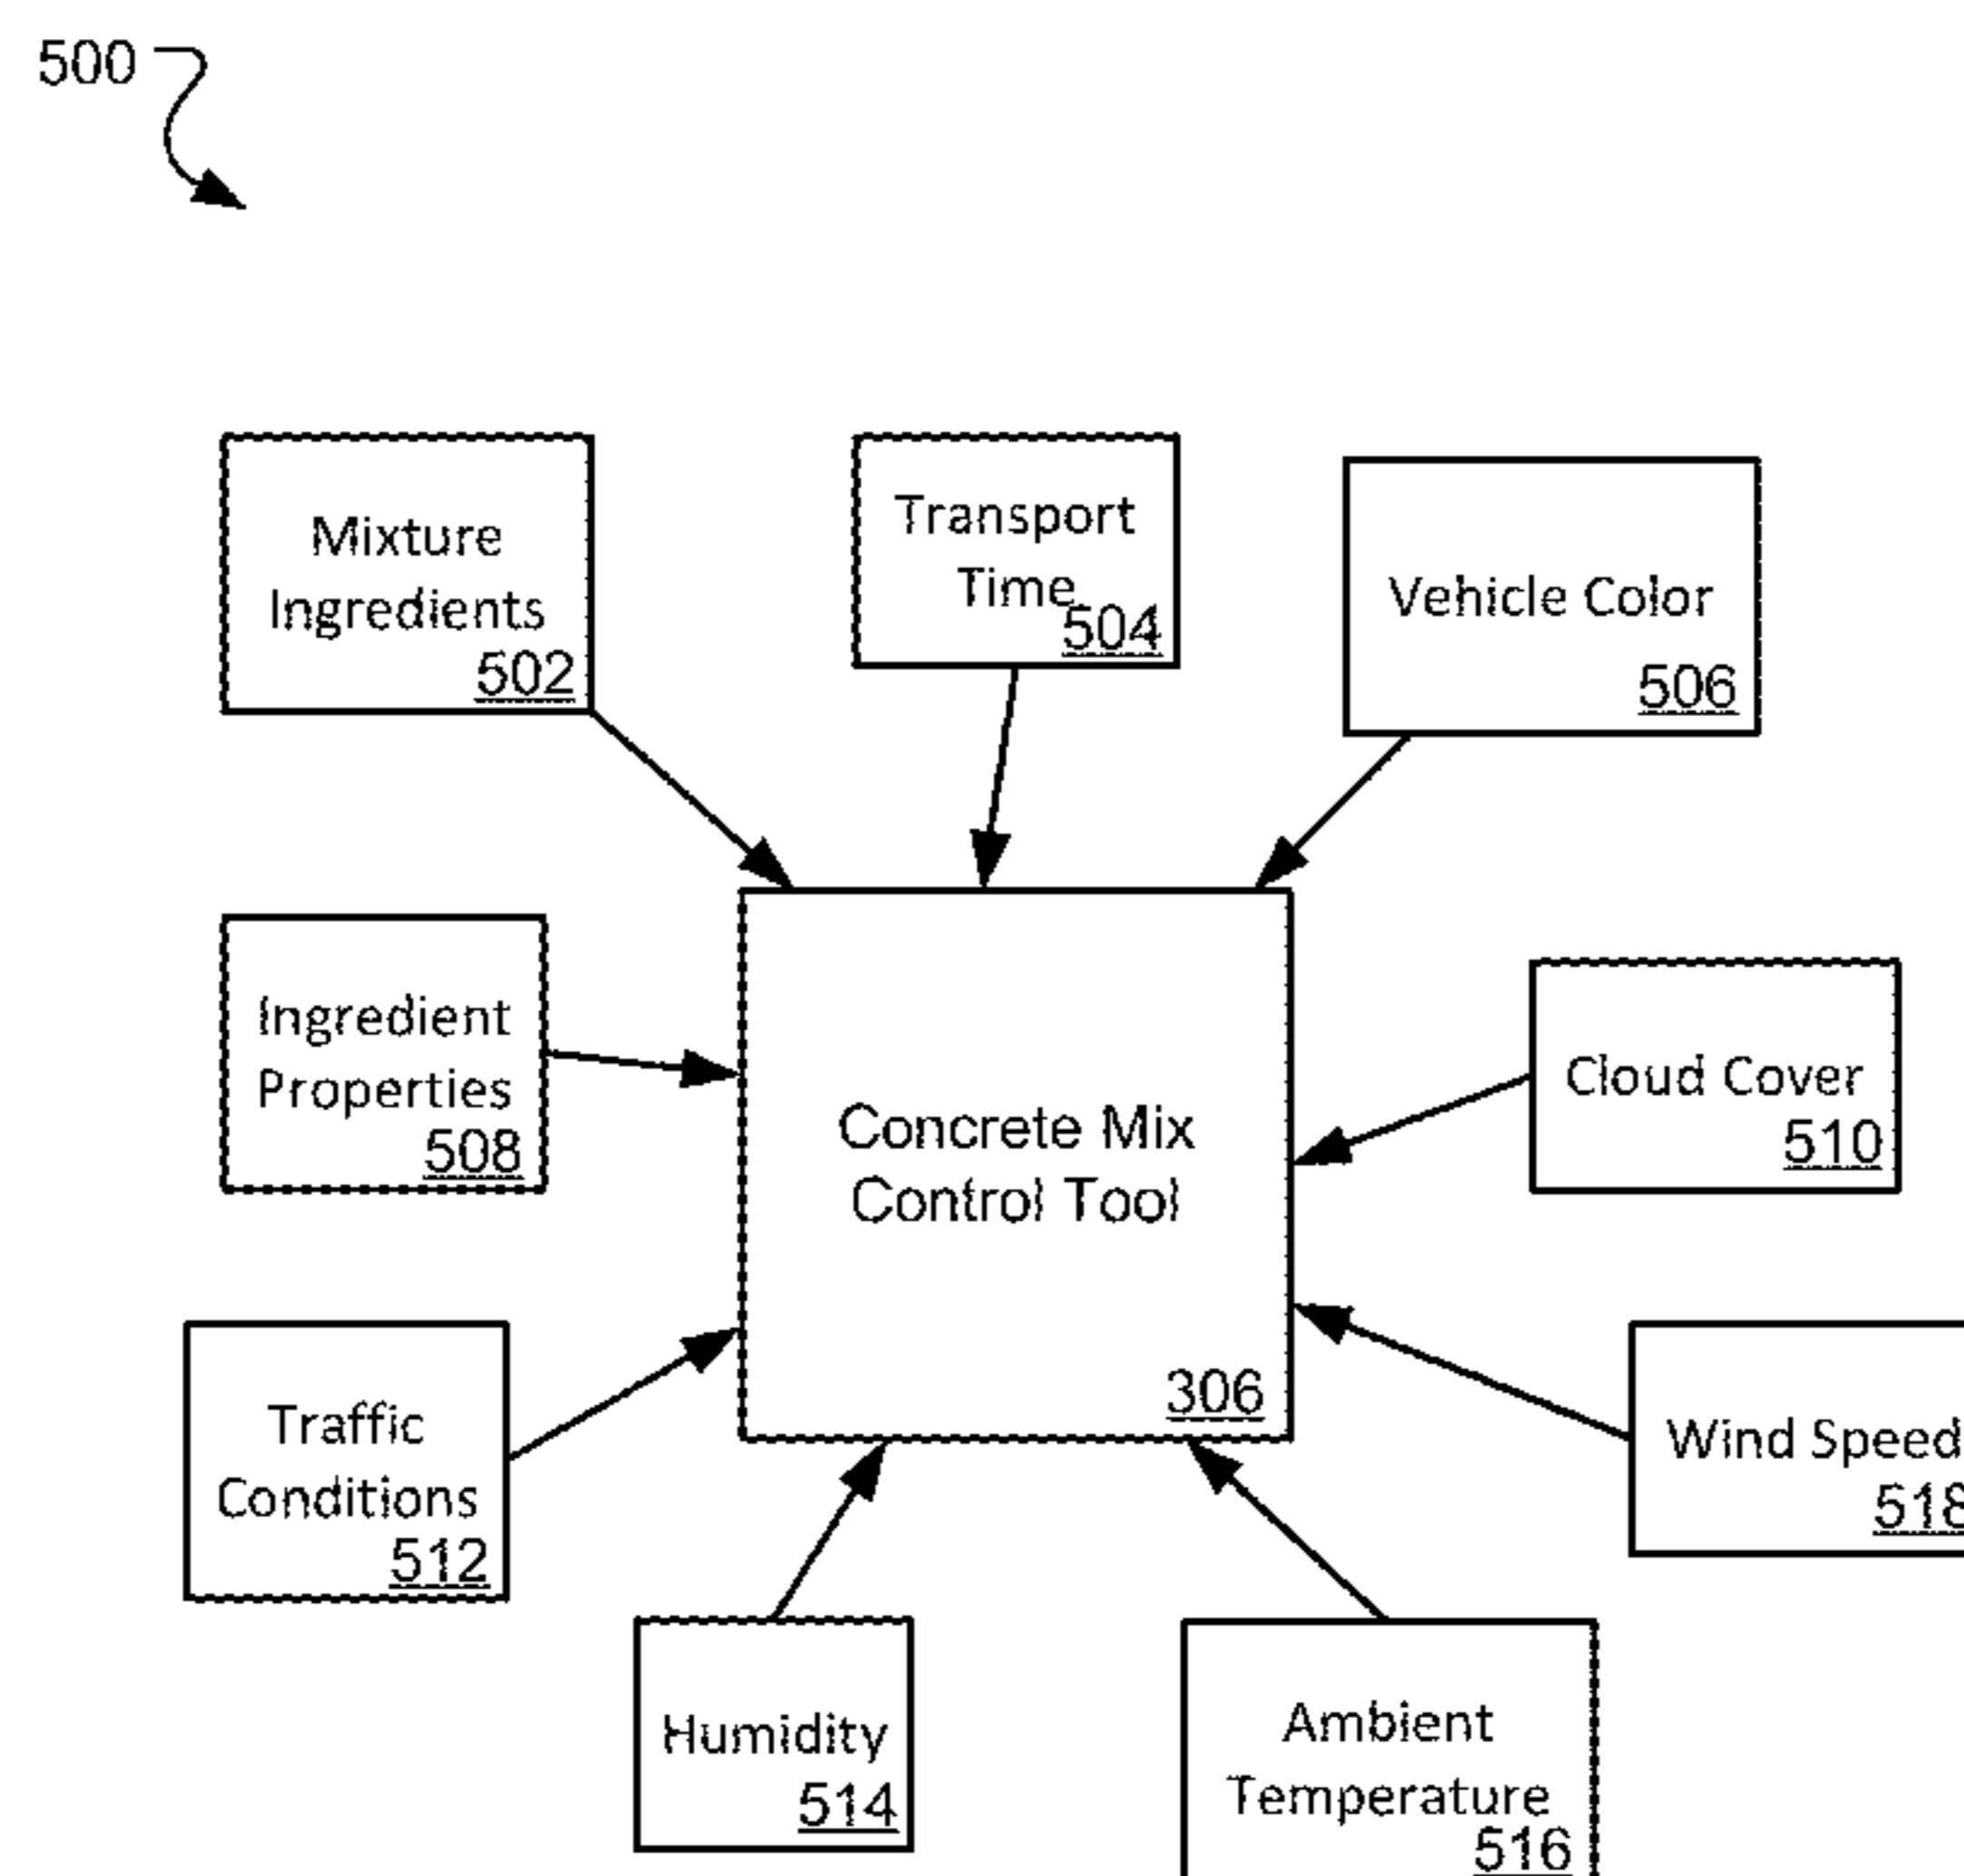 500
Mixture
Ingredients
502
Transport
Time
504
Vehicle Color
506
Ingredient
Properties
508
Concrete Mix
Control Tool
306
Cloud Cover
510
Traffic
Conditions
512
Wind Speed
518
Humidity
514
Ambient
Temperature
516